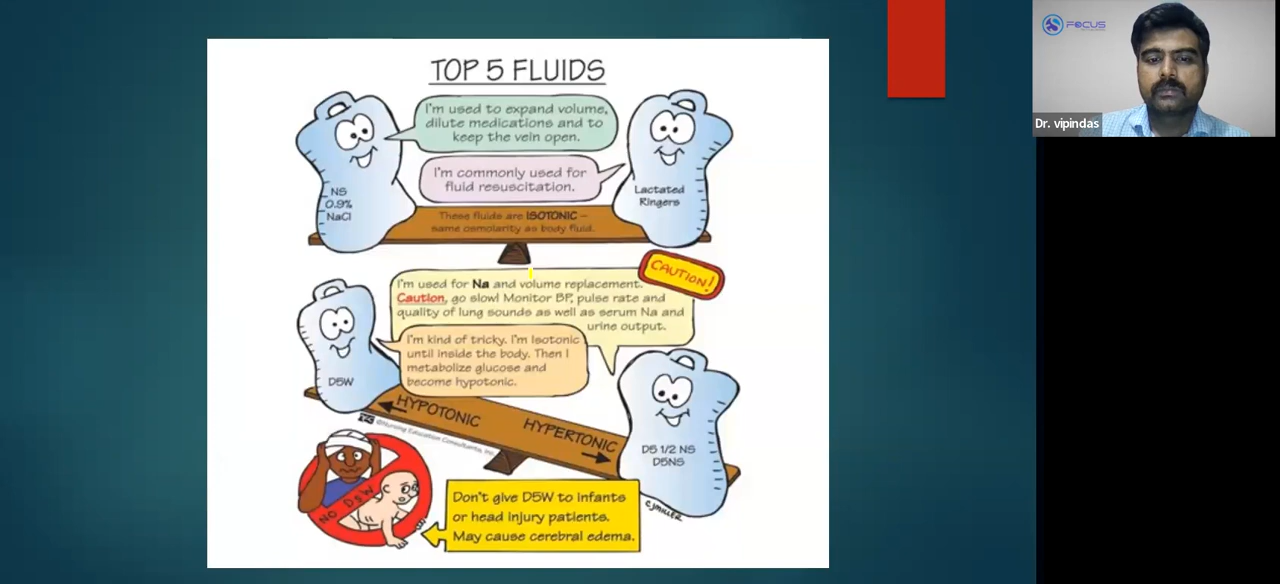 TOP 5 FLUIDS
I'm used to expand volume,
dilute medications and to
keep the vein open.
I'm commonly used for
fluid resuscitation.
NS
0.9%
NaCl
Lactated
Ringers
These fluids are ISOTONIC –
same osmolarity as body fluid.
CAUTION!
I'm used for Na and volume replacement.
Caution, go slow! Monitor BP, pulse rate and
quality of lung sounds as well as serum Na and
urine output.
I'm kind of tricky. I'm Isotonic
until inside the body. Then I
metabolize glucose and
become hypotonic.
D5W
HYPOTONIC
HYPERTONIC
D5 1/2 NS
D5NS
©Nursing Education Consultants, Inc.
NO D5W
Don't give D5W to infants
or head injury patients.
May cause cerebral edema.
CJMILLER
FOCUS
Dr. vipindas